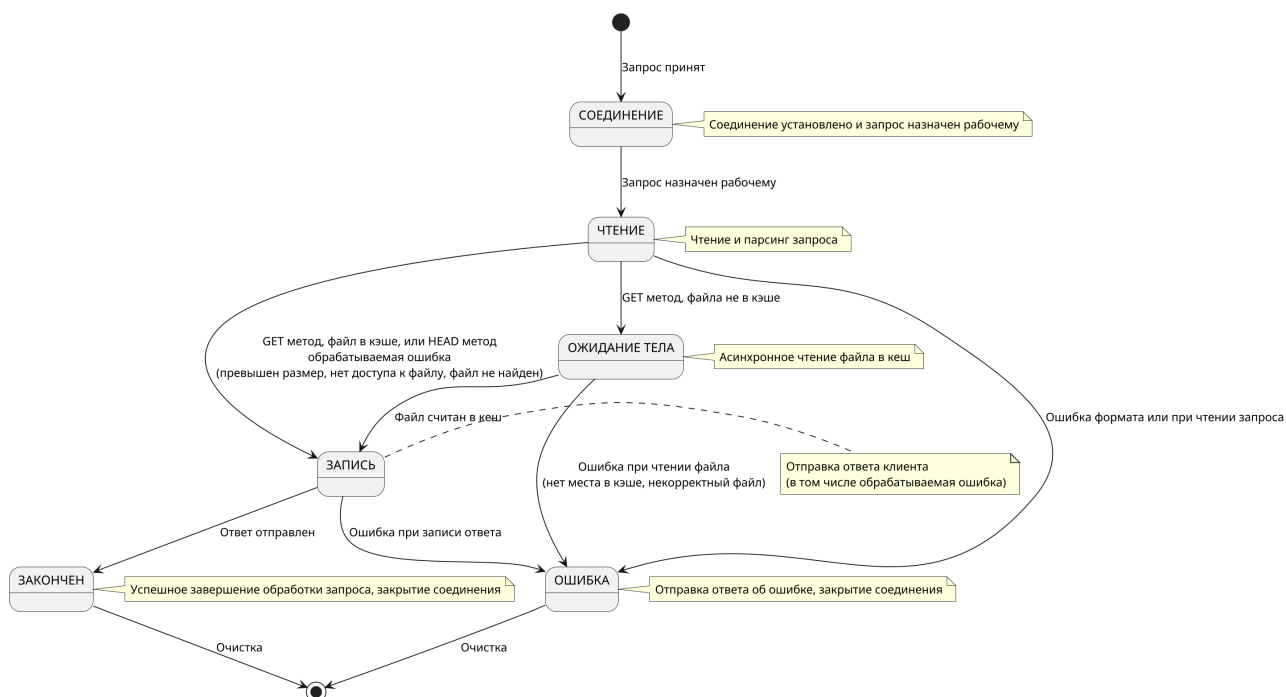 Запрос принят
СОЕДИНЕНИЕ
Соединение установлено и запрос назначен рабочему
Запрос назначен рабочему
ЧТЕНИЕ
Чтение и парсинг запроса
GET метод, файла не в кэше
GET метод, файл в кэше, или HEAD метод
обрабатываемая ошибка
(превышен размер, нет доступа к файлу, файл не найден)
ОЖИДАНИЕ ТЕЛА
Асинхронное чтение файла в кеш
Файл считан в кеш
Ошибка формата или при чтении запроса
ЗАПИСЬ
Ошибка при чтении файла
(нет места в кэше, некорректный файл)
Отправка ответа клиента
(в том числе обрабатываемая ошибка)
Ответ отправлен
Ошибка при записи ответа
ЗАКОНЧЕН
Успешное завершение обработки запроса, закрытие соединения
ОШИБКА
Отправка ответа об ошибке, закрытие соединения
Очистка
Очистка